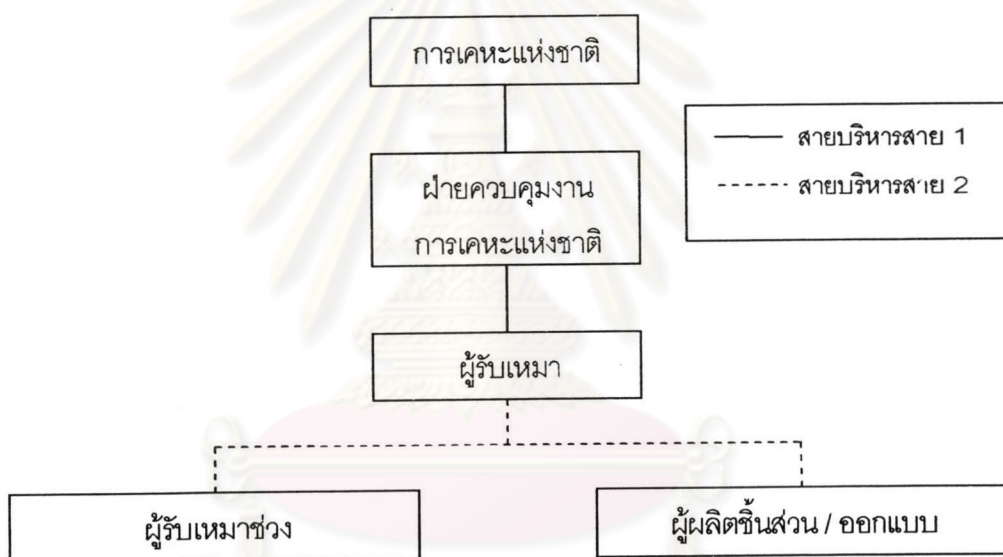 การเคหะแห่งชาติ
สายบริหารสาย 1
สายบริหารสาย 2
ฝ่ายควบคุมงาน
การเคหะแห่งชาติ
ผู้รับเหมา
ผู้รับเหมาช่วง
ผู้ผลิตชิ้นส่วน / ออกแบบ